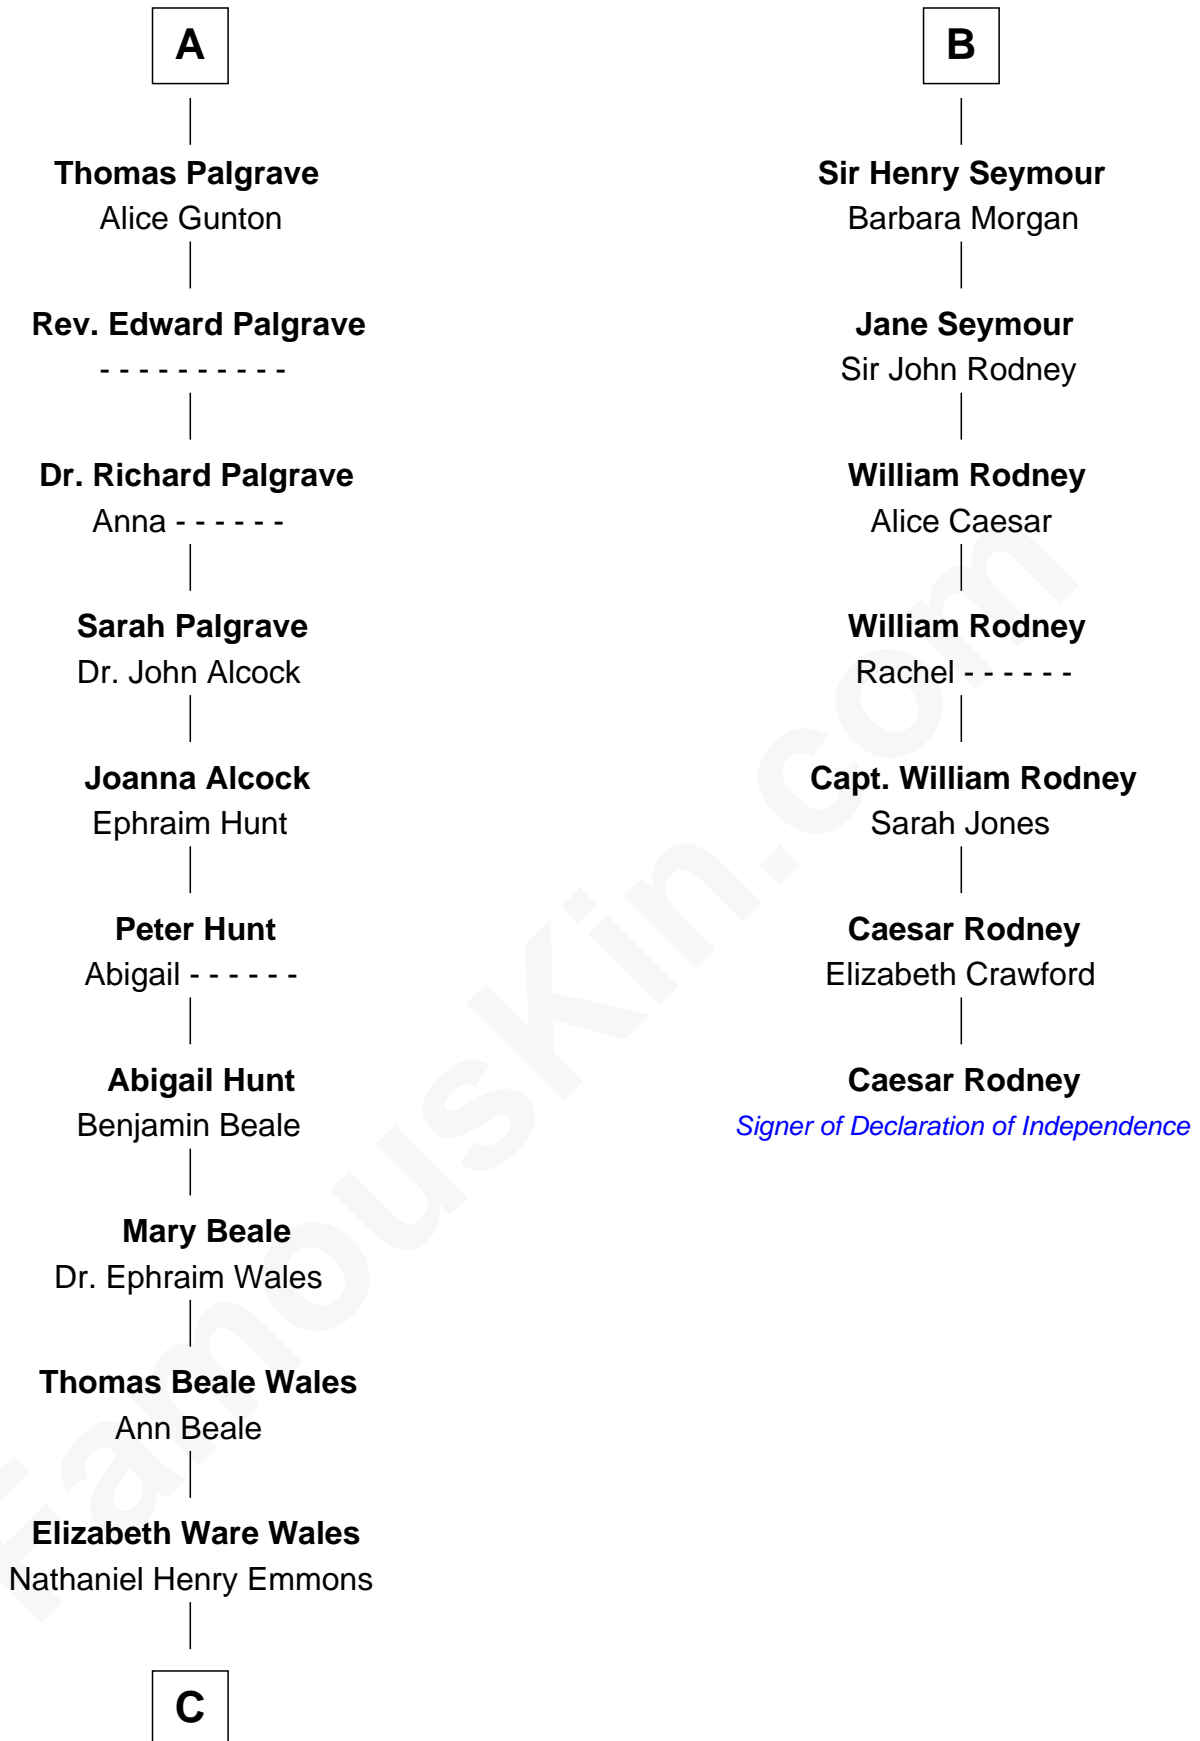 A
Thomas Palgrave
Alice Gunton
Rev. Edward Palgrave
- - - - - - - - - -
Dr. Richard Palgrave
Anna - - - - - -
Sarah Palgrave
Dr. John Alcock
Joanna Alcock
Ephraim Hunt
Peter Hunt
Abigail - - - - - -
Abigail Hunt
Benjamin Beale
Mary Beale
Dr. Ephraim Wales
Thomas Beale Wales
Ann Beale
Elizabeth Ware Wales
Nathaniel Henry Emmons
C
B
Sir Henry Seymour
Barbara Morgan
Jane Seymour
Sir John Rodney
William Rodney
Alice Caesar
William Rodney
Rachel - - - - - -
Capt. William Rodney
Sarah Jones
Caesar Rodney
Elizabeth Crawford
Caesar Rodney
Signer of Declaration of Independence
FamousKin.com